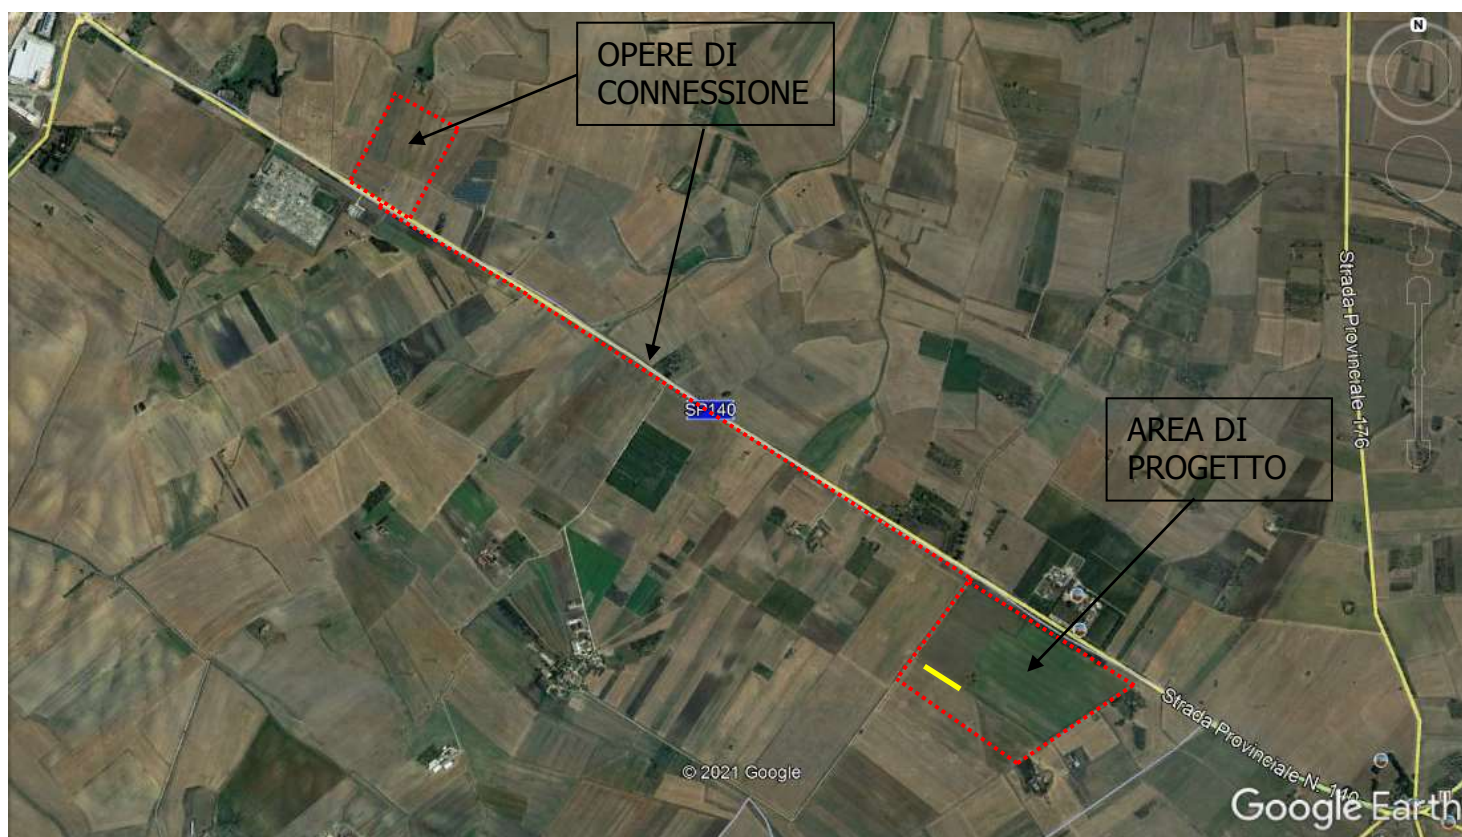 N
OPERE DI
CONNESSIONE
Strada Provinciale 176
SP140
AREA DI
PROGETTO
Strada Provinciale N. 140
© 2021 Google
Google Earth